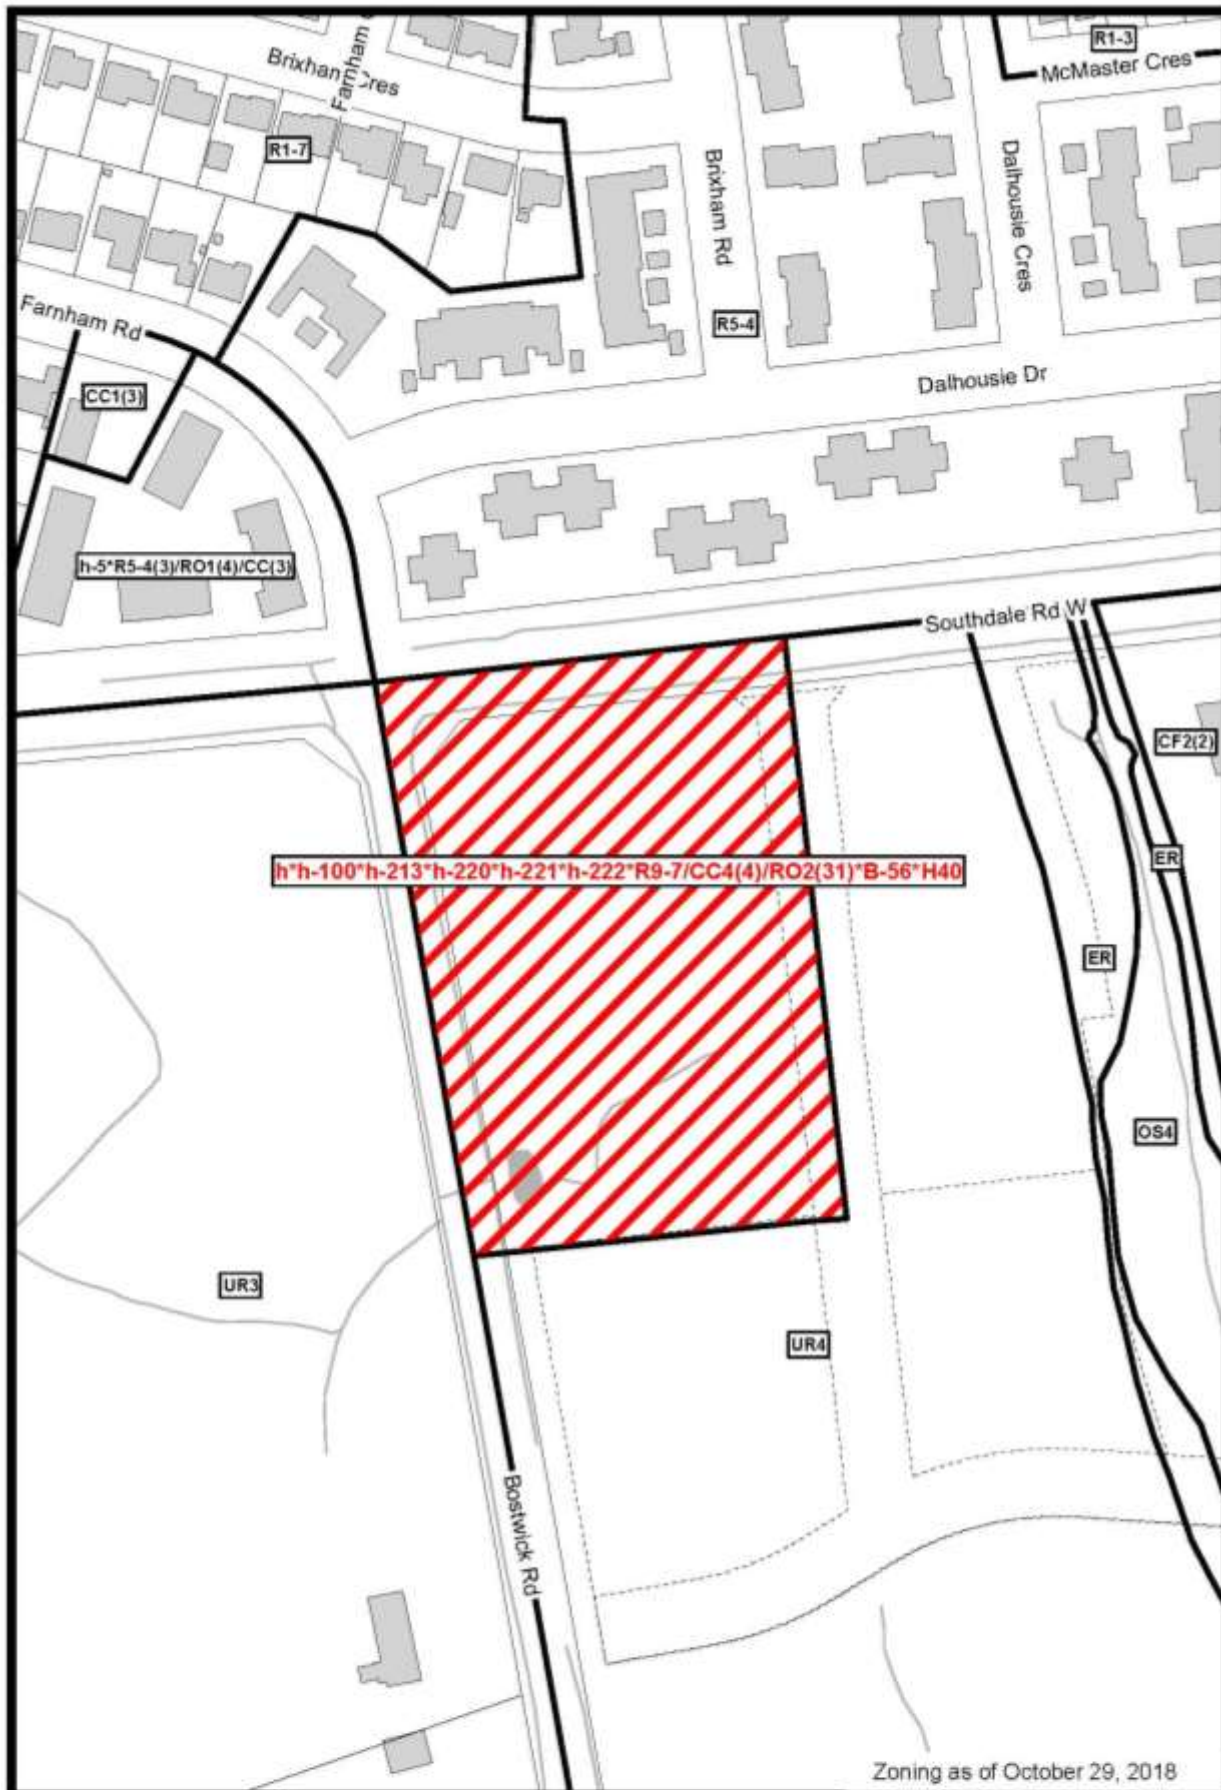 R1-3
McMaster Cres
Brixham Cres
Farnham
R1-7
Brixham Rd
Dalhousie Cres
Farnham Rd
R5-4
Dalhousie Dr
CC1(3)
h-5*R5-4(3)/RO1(4)/CC(3)
Southdale Rd W
CF2(2)
ER
h*h-100*h-213*h-220*h-221*h-222*R9-7/CC4(4)/RO2(31)*B-56*H40
ER
OS4
UR3
UR4
Bostwick Rd
Zoning as of October 29, 2018